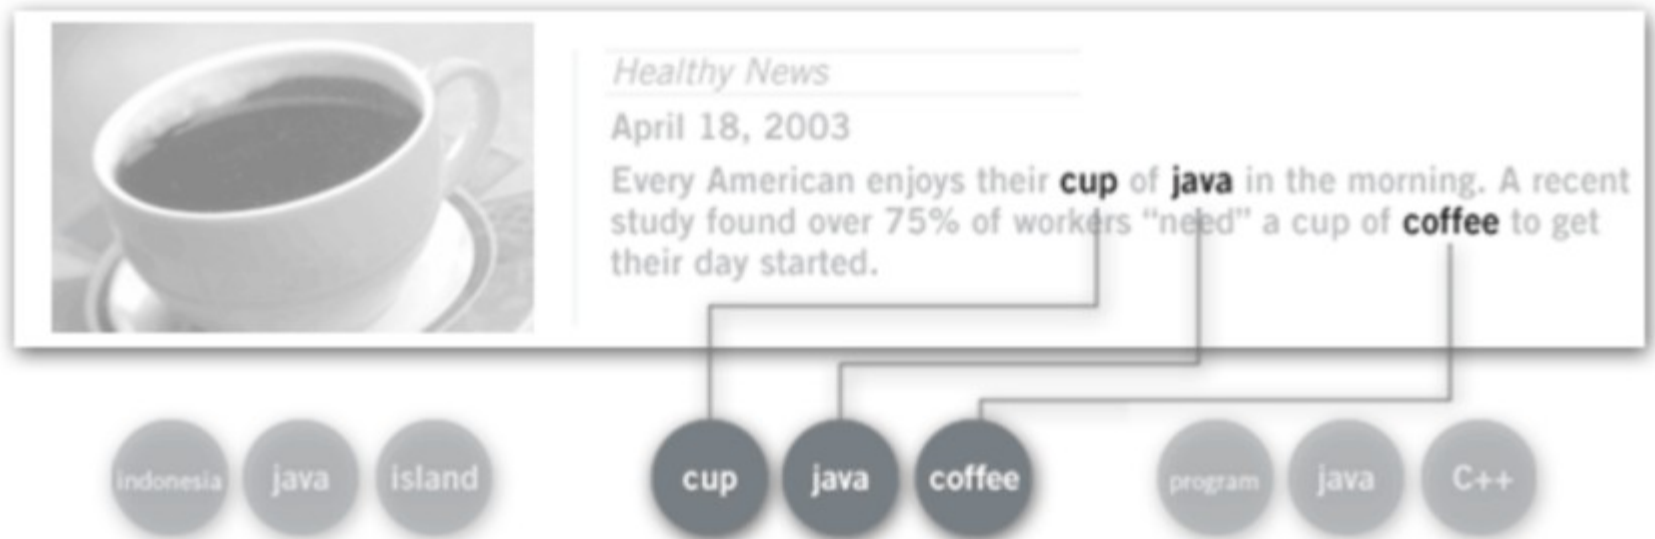 Healthy News
April 18, 2003
Every American enjoys their cup of java in the morning. A recent
study found over 75% of workers “need” a cup of coffee to get
their day started.
indonesia java island cup java coffee program java C++